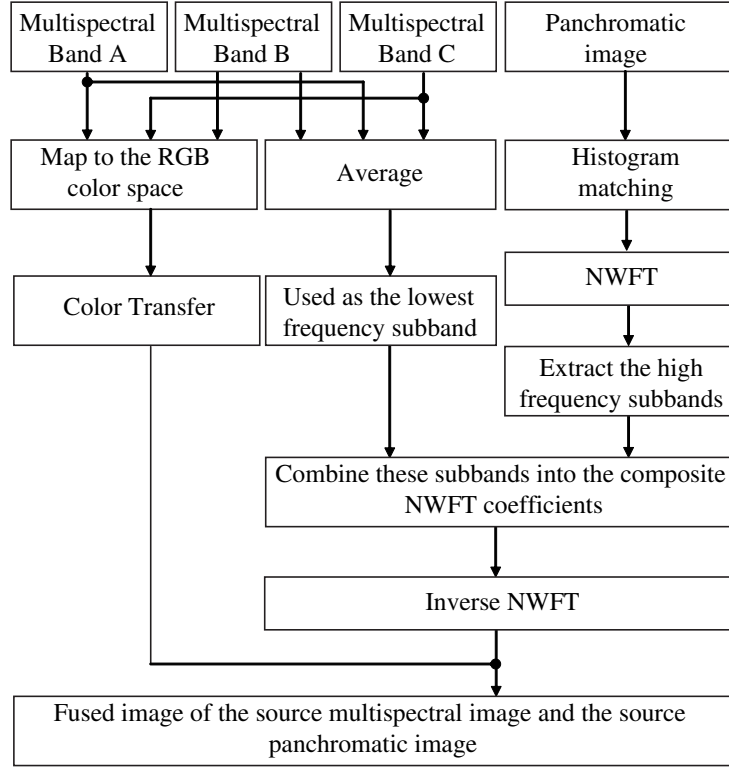 Multispectral
Band A
Multispectral
Band B
Multispectral
Band C
Panchromatic
image
Map to the RGB
color space
Average
Histogram
matching
Color Transfer
Used as the lowest
frequency subband
NWFT
Extract the high
frequency subbands
Combine these subbands into the composite
NWFT coefficients
Inverse NWFT
Fused image of the source multispectral image and the source
panchromatic image